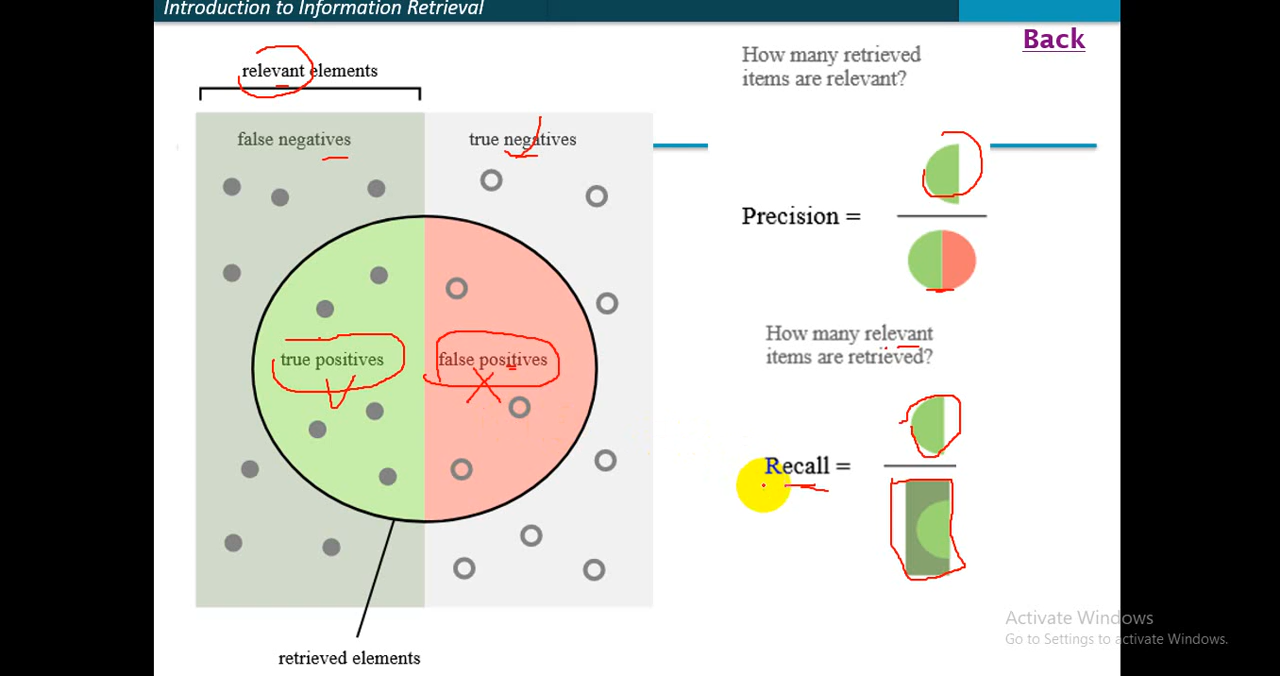 Introduction to Information Retrieval
Back
How many retrieved
items are relevant?
relevant elements
false negatives
true negatives
Precision =
true positives
false positives
How many relevant
items are retrieved?
Recall =
retrieved elements
Activate Windows
Go to Settings to activate Windows.